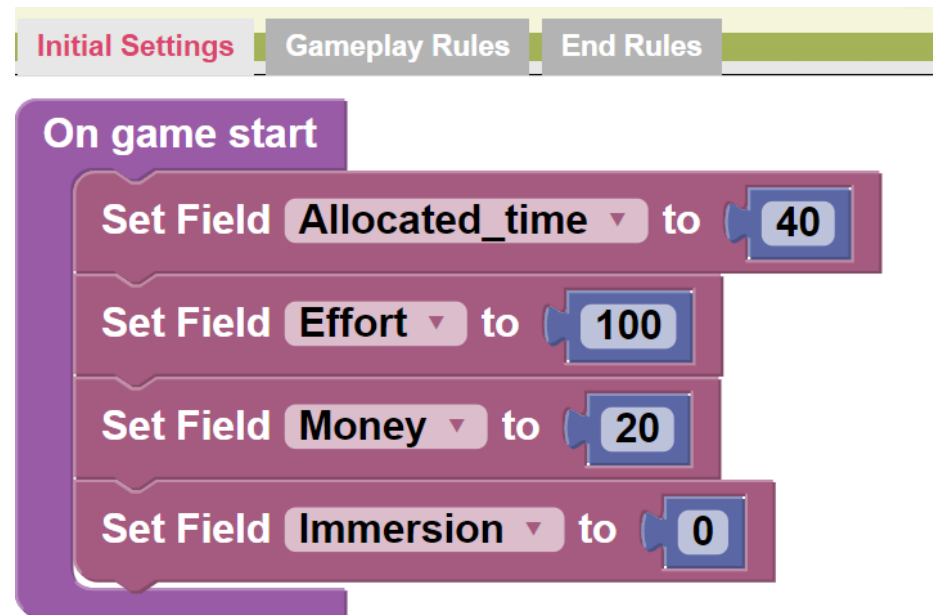 Initial Settings Gameplay Rules End Rules
On game start
Set Field Allocated_time to 40
Set Field Effort to 100
Set Field Money to 20
Set Field Immersion to 0